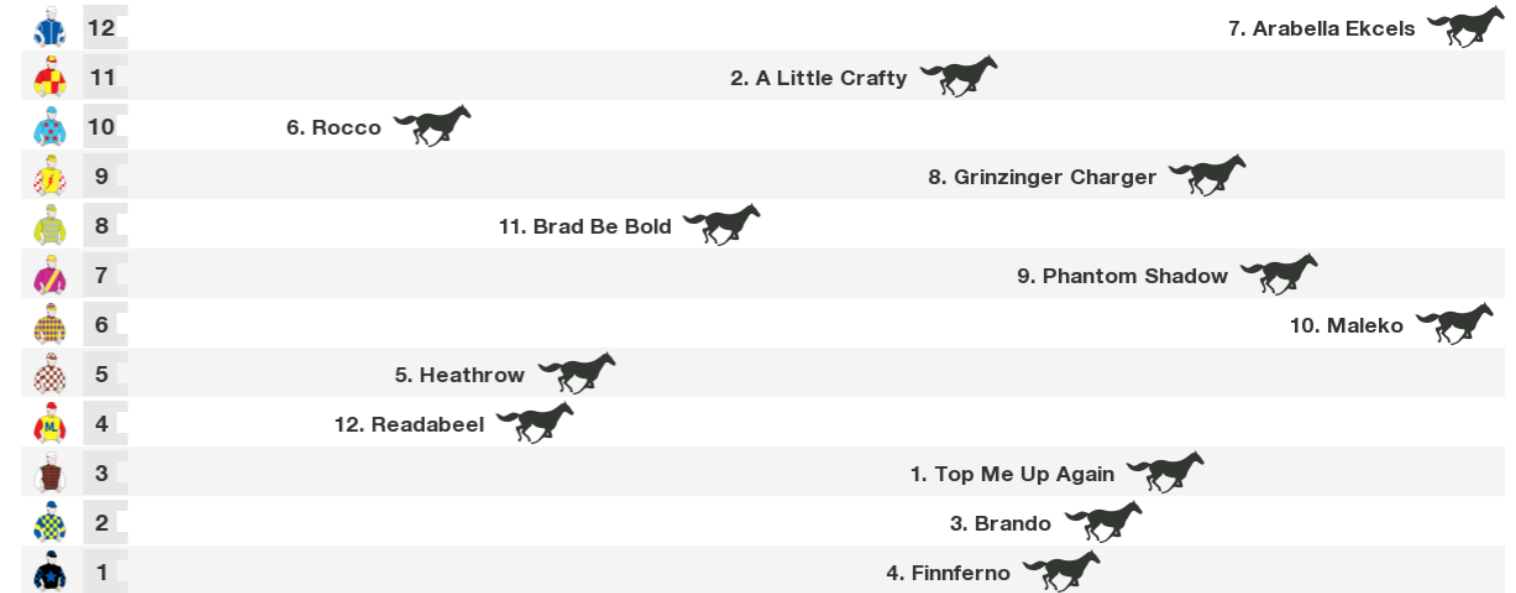 12 7. Arabella Ekcels
11 2. A Little Crafty
10 6. Rocco
9 8. Grinzinger Charger
8 11. Brad Be Bold
7 9. Phantom Shadow
6 10. Maleko
5 5. Heathrow
4 12. Readabeel
ML
3 1. Top Me Up Again
2 3. Brando
1 4. Finnferno